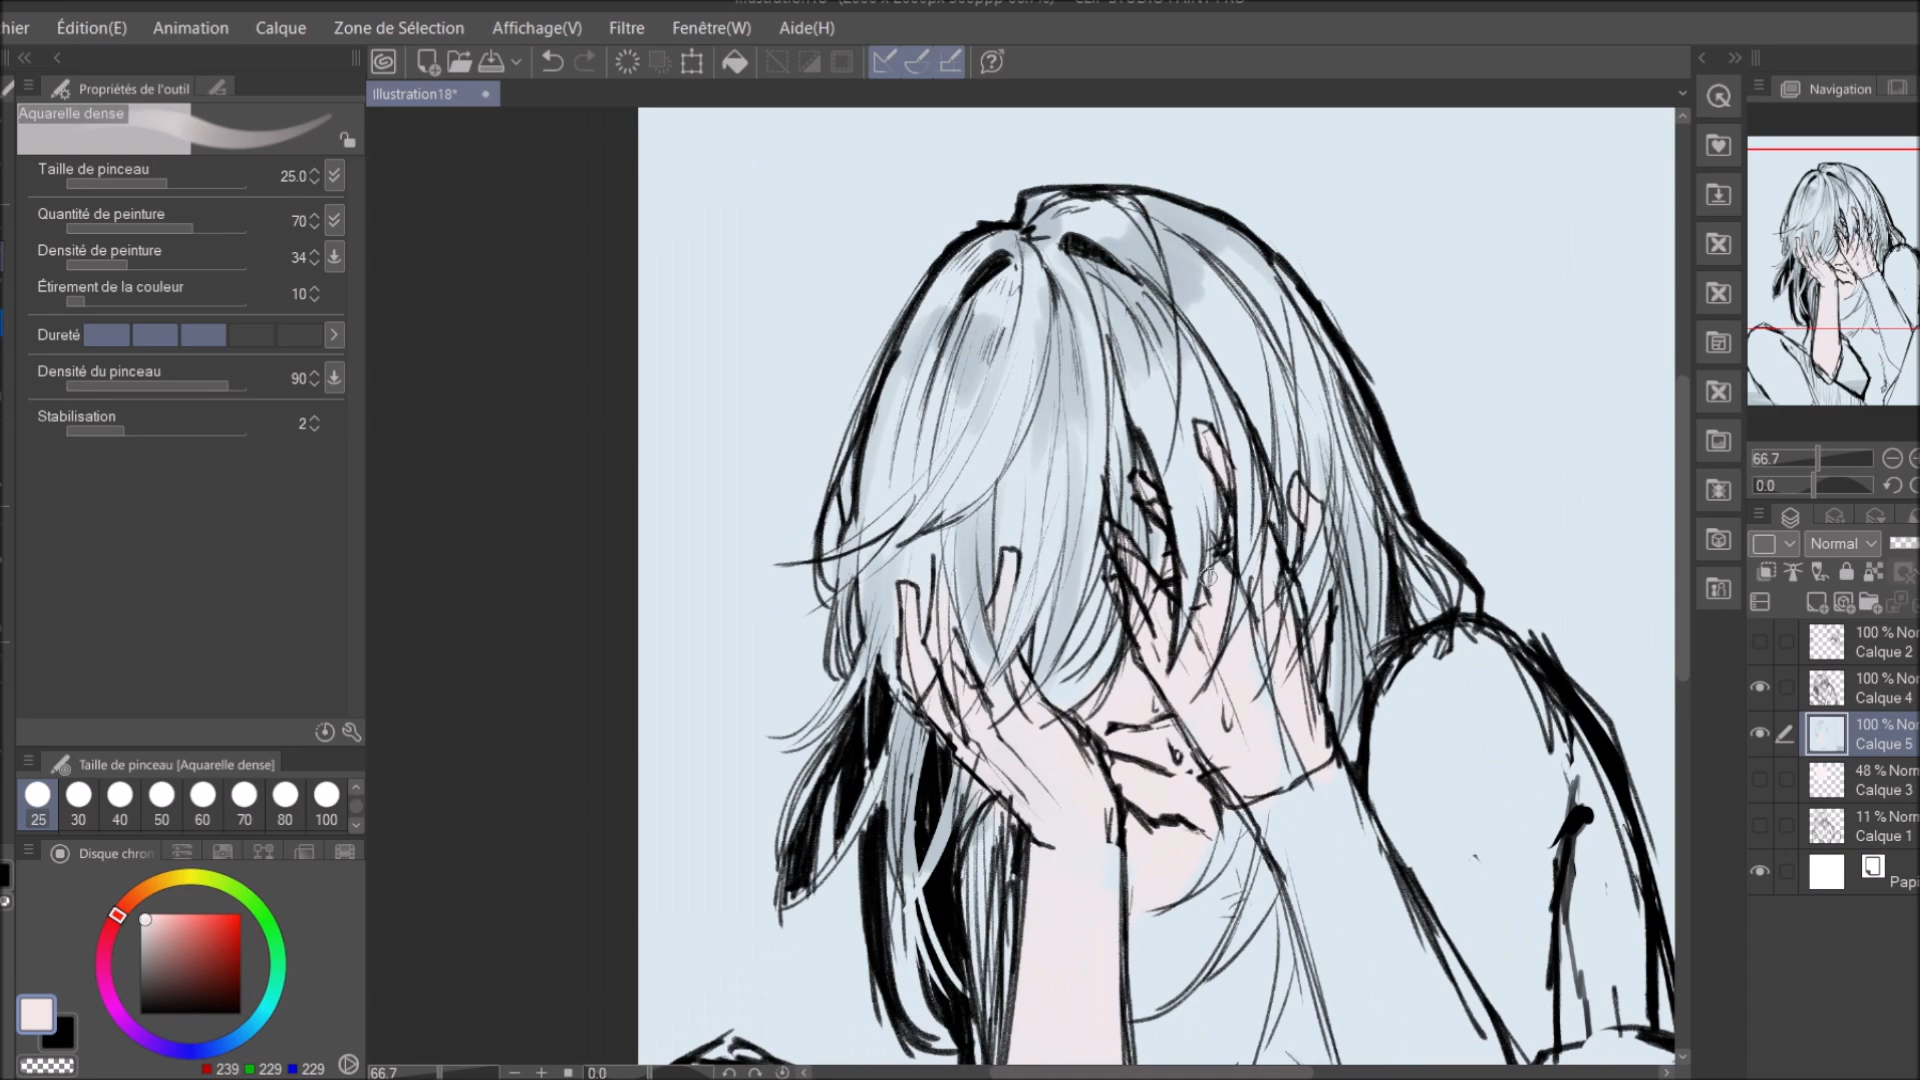 hier Édition(E) Animation Calque Zone de Sélection Affichage(V) Filtre Fenêtre(W) Aide(H)
Propriétés de l'outil
Illustration18*
Navigation
Aquarelle dense
Taille de pinceau 25.0
Quantité de peinture 70
Densité de peinture 34
Étirement de la couleur 10
Dureté
Densité du pinceau 90
Stabilisation 2
66.7
0.0
Normal
100 % Nor
Calque 2
100 % Nor
Calque 4
100 % Nor
Calque 5
48 % Norn
Calque 3
11 % Norn
Calque 1
Papi
Taille de pinceau [Aquarelle dense]
25 30 40 50 60 70 80 100
Disque chron
239 229 229
66.7 0.0